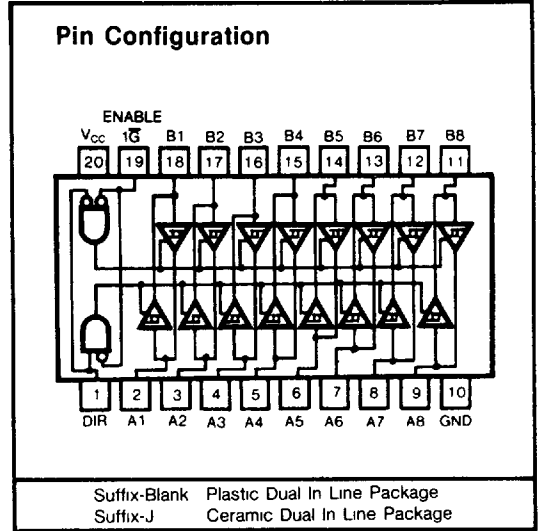 Pin Configuration
ENABLE
VCC 1G̅ B1 B2 B3 B4 B5 B6 B7 B8
20 19 18 17 16 15 14 13 12 11
1 2 3 4 5 6 7 8 9 10
DIR A1 A2 A3 A4 A5 A6 A7 A8 GND
Suffix-Blank Plastic Dual In Line Package
Suffix-J Ceramic Dual In Line Package